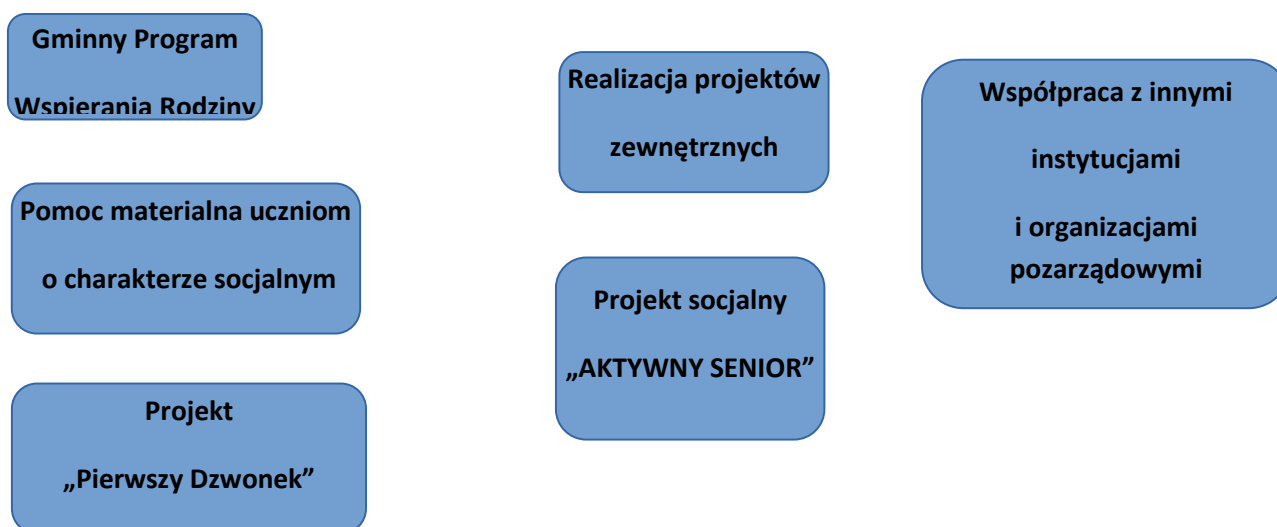 Gminny Program
Wspierania Rodziny
Pomoc materialna uczniom
o charakterze socjalnym
Projekt
„Pierwszy Dzwonek”
Realizacja projektów
zewnętrznych
Projekt socjalny
„AKTYWNY SENIOR”
Współpraca z innymi
instytucjami
i organizacjami
pozarządowymi